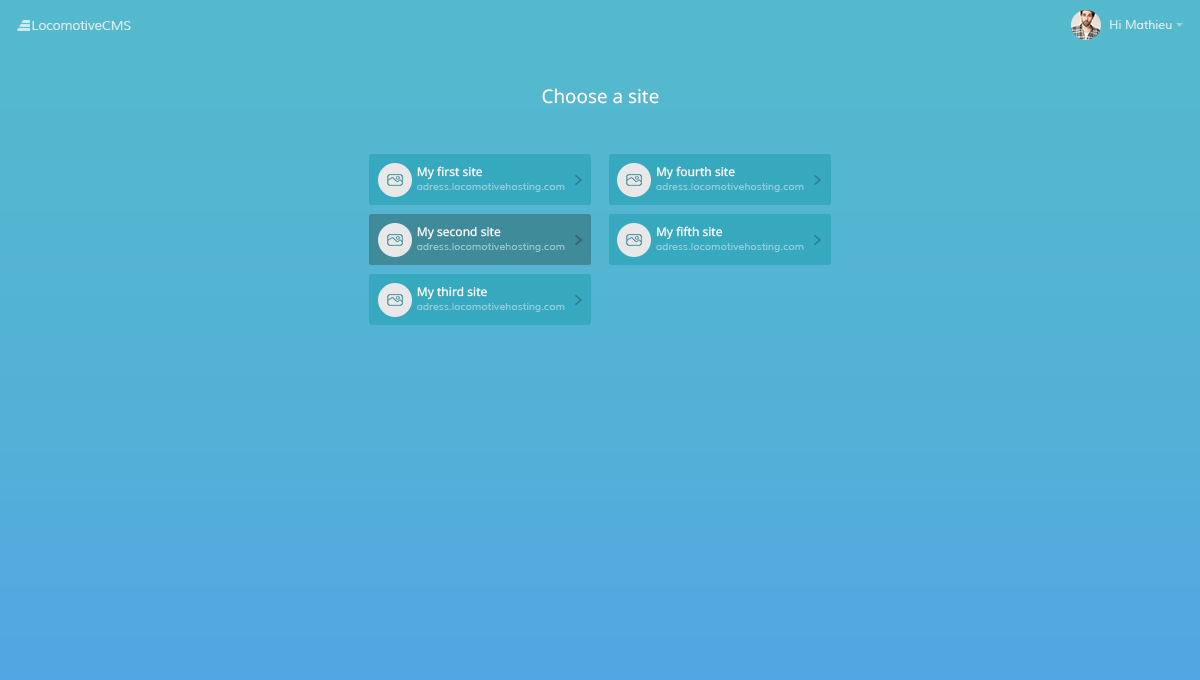 LocomotiveCMS
Hi Mathieu
Choose a site
My first site
adress.locomotivehosting.com
My second site
adress.locomotivehosting.com
My third site
adress.locomotivehosting.com
My fourth site
adress.locomotivehosting.com
My fifth site
adress.locomotivehosting.com